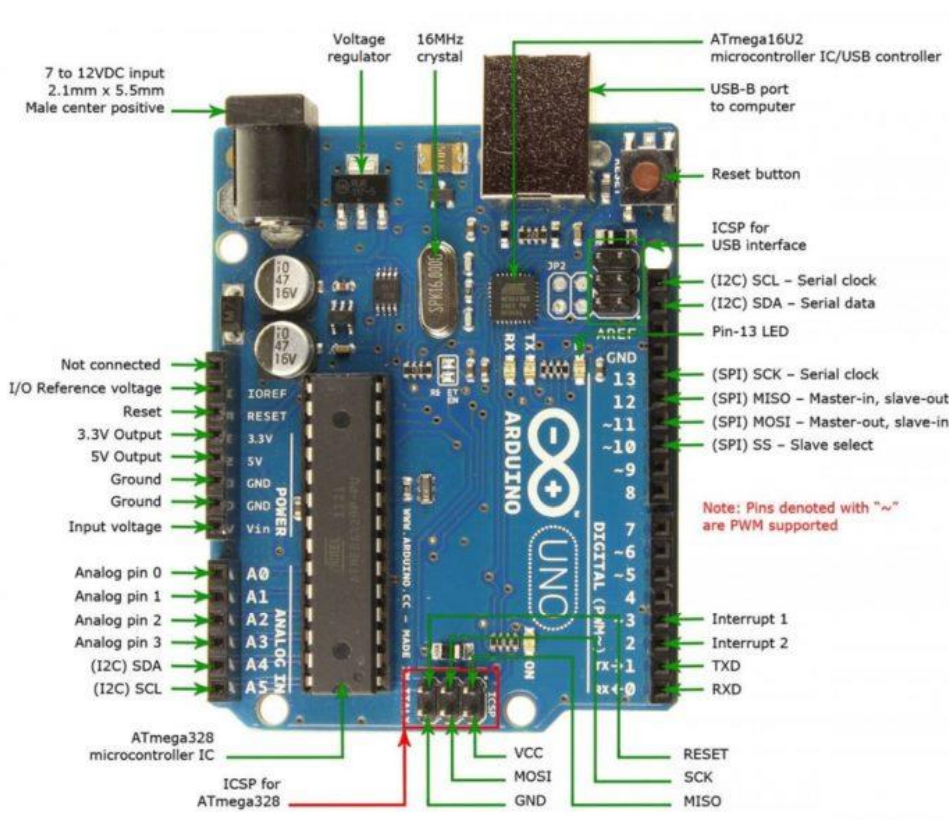 Voltage
regulator
16MHz
crystal
ATmega16U2
microcontroller IC/USB controller
7 to 12VDC input
2.1mm x 5.5mm
Male center positive
USB-B port
to computer
Reset button
RESET
ICSP for
USB interface
(I2C) SCL – Serial clock
(I2C) SDA – Serial data
Pin-13 LED
(SPI) SCK – Serial clock
(SPI) MISO – Master-in, slave-out
(SPI) MOSI – Master-out, slave-in
(SPI) SS – Slave select
Note: Pins denoted with “~”
are PWM supported
Interrupt 1
Interrupt 2
TXD
RXD
Not connected
I/O Reference voltage
Reset
3.3V Output
5V Output
Ground
Ground
Input voltage
Analog pin 0
Analog pin 1
Analog pin 2
Analog pin 3
(I2C) SDA
(I2C) SCL
10
47
16V
10
47
16V
SPK16.000G
JP2
RX
TX
RESET
EN
IOREF
RESET
3.3V
5V
GND
GND
Vin
POWER
A0
A1
A2
A3
A4
A5
ANALOG IN
WWW.ARDUINO.CC - MADE
ARDUINO
UNO
AREF
GND
13
12
~11
~10
~9
8
7
~6
~5
4
~3
2
TX→1
RX←0
DIGITAL (PWM~)
ON
ICSP
ATmega328
microcontroller IC
ICSP for
ATmega328
VCC
MOSI
GND
RESET
SCK
MISO